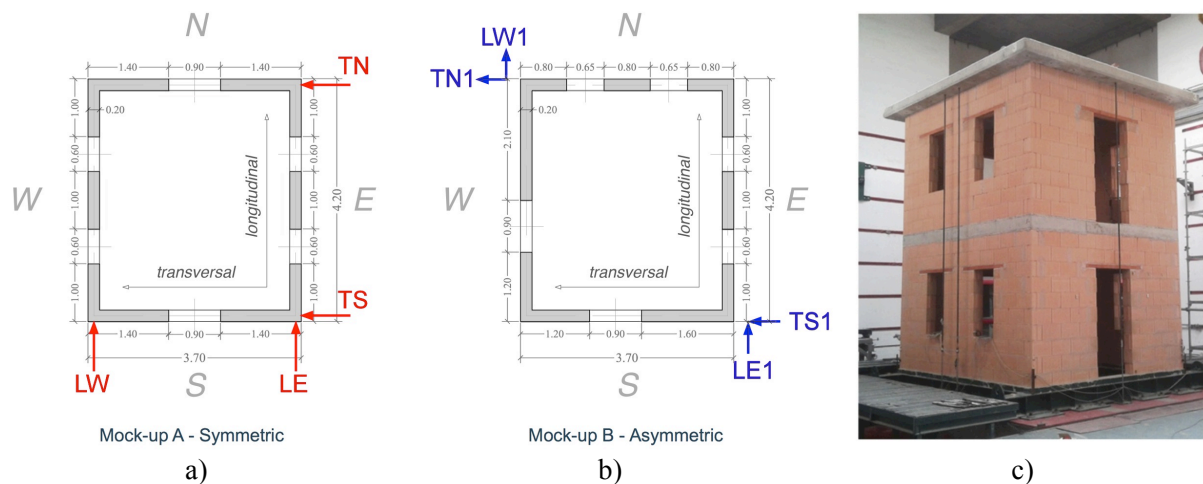 N
1.40 0.90 1.40
TN
1.00
0.20
1.00
0.60
0.60
W
1.00
longitudinal
1.00
4.20
E
0.60
0.60
transversal
1.00
1.00
TS
1.40 0.90 1.40
3.70
LW
S
LE
Mock-up A - Symmetric
a)
N
LW1
TN1
0.80 0.65 0.80 0.65 0.80
0.20
1.00
2.10
0.60
W
longitudinal
1.00
4.20
E
0.90
0.60
transversal
1.20
1.00
TS1
1.20 0.90 1.60
3.70
LE1
S
Mock-up B - Asymmetric
b)
c)